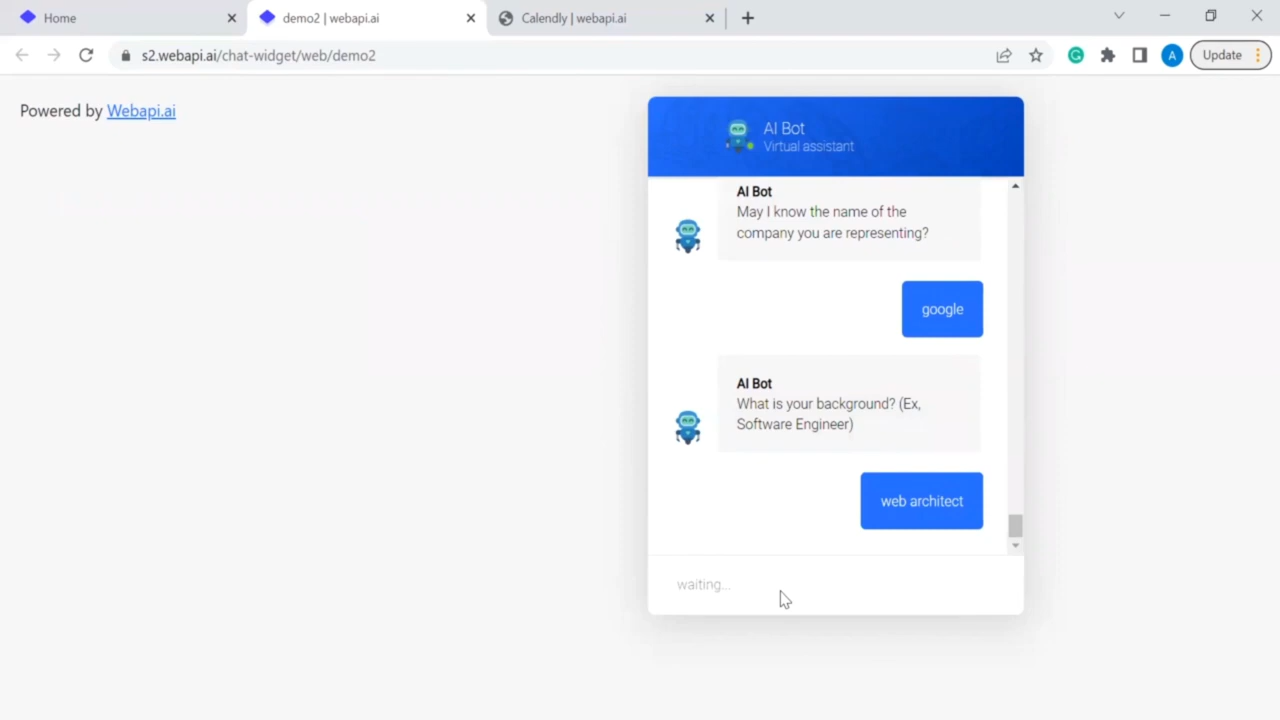 Home
demo2 | webapi.ai
Calendly | webapi.ai
s2.webapi.ai/chat-widget/web/demo2
A
Update
Powered by Webapi.ai
AI Bot
Virtual assistant
AI Bot
May I know the name of the
company you are representing?
google
AI Bot
What is your background? (Ex,
Software Engineer)
web architect
waiting...